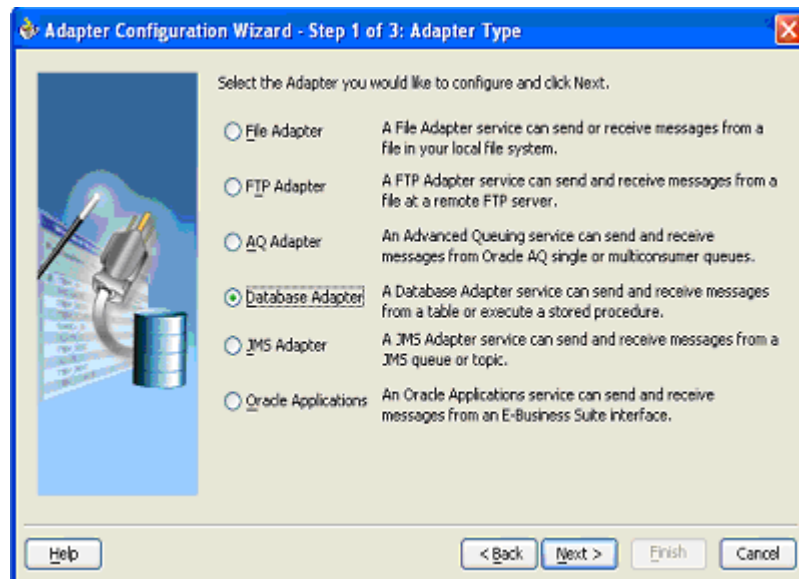 Adapter Configuration Wizard - Step 1 of 3: Adapter Type
Select the Adapter you would like to configure and click Next.
File Adapter
A File Adapter service can send or receive messages from a
file in your local file system.
FTP Adapter
A FTP Adapter service can send and receive messages from a
file at a remote FTP server.
AQ Adapter
An Advanced Queuing service can send and receive
messages from Oracle AQ single or multiconsumer queues.
Database Adapter
A Database Adapter service can send and receive messages
from a table or execute a stored procedure.
JMS Adapter
A JMS Adapter service can send and receive messages from a
JMS queue or topic.
Oracle Applications
An Oracle Applications service can send and receive
messages from an E-Business Suite interface.
Help
< Back
Next >
Finish
Cancel